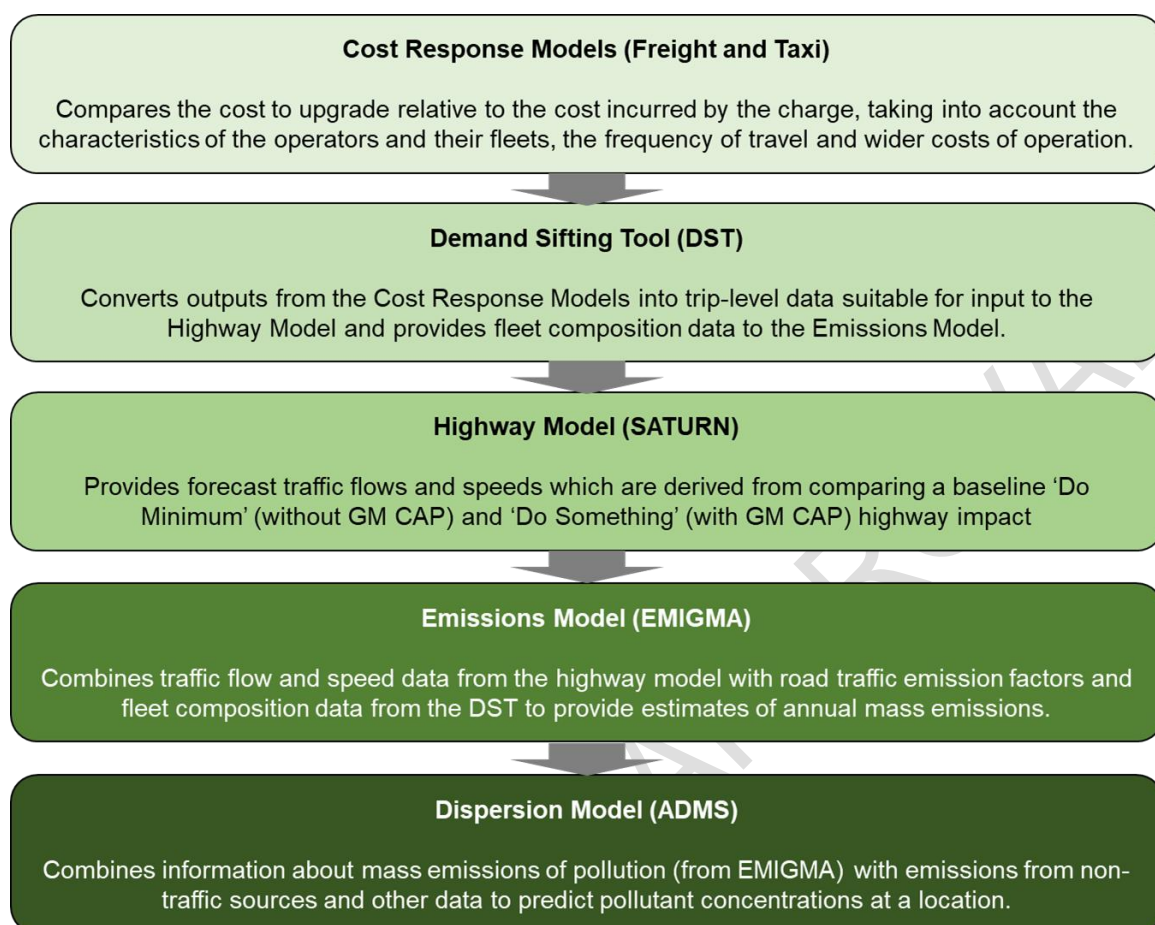 Cost Response Models (Freight and Taxi)
Compares the cost to upgrade relative to the cost incurred by the charge, taking into account the
characteristics of the operators and their fleets, the frequency of travel and wider costs of operation.
Demand Sifting Tool (DST)
Converts outputs from the Cost Response Models into trip-level data suitable for input to the
Highway Model and provides fleet composition data to the Emissions Model.
Highway Model (SATURN)
Provides forecast traffic flows and speeds which are derived from comparing a baseline ‘Do
Minimum’ (without GM CAP) and ‘Do Something’ (with GM CAP) highway impact
Emissions Model (EMIGMA)
Combines traffic flow and speed data from the highway model with road traffic emission factors and
fleet composition data from the DST to provide estimates of annual mass emissions.
Dispersion Model (ADMS)
Combines information about mass emissions of pollution (from EMIGMA) with emissions from non-
traffic sources and other data to predict pollutant concentrations at a location.